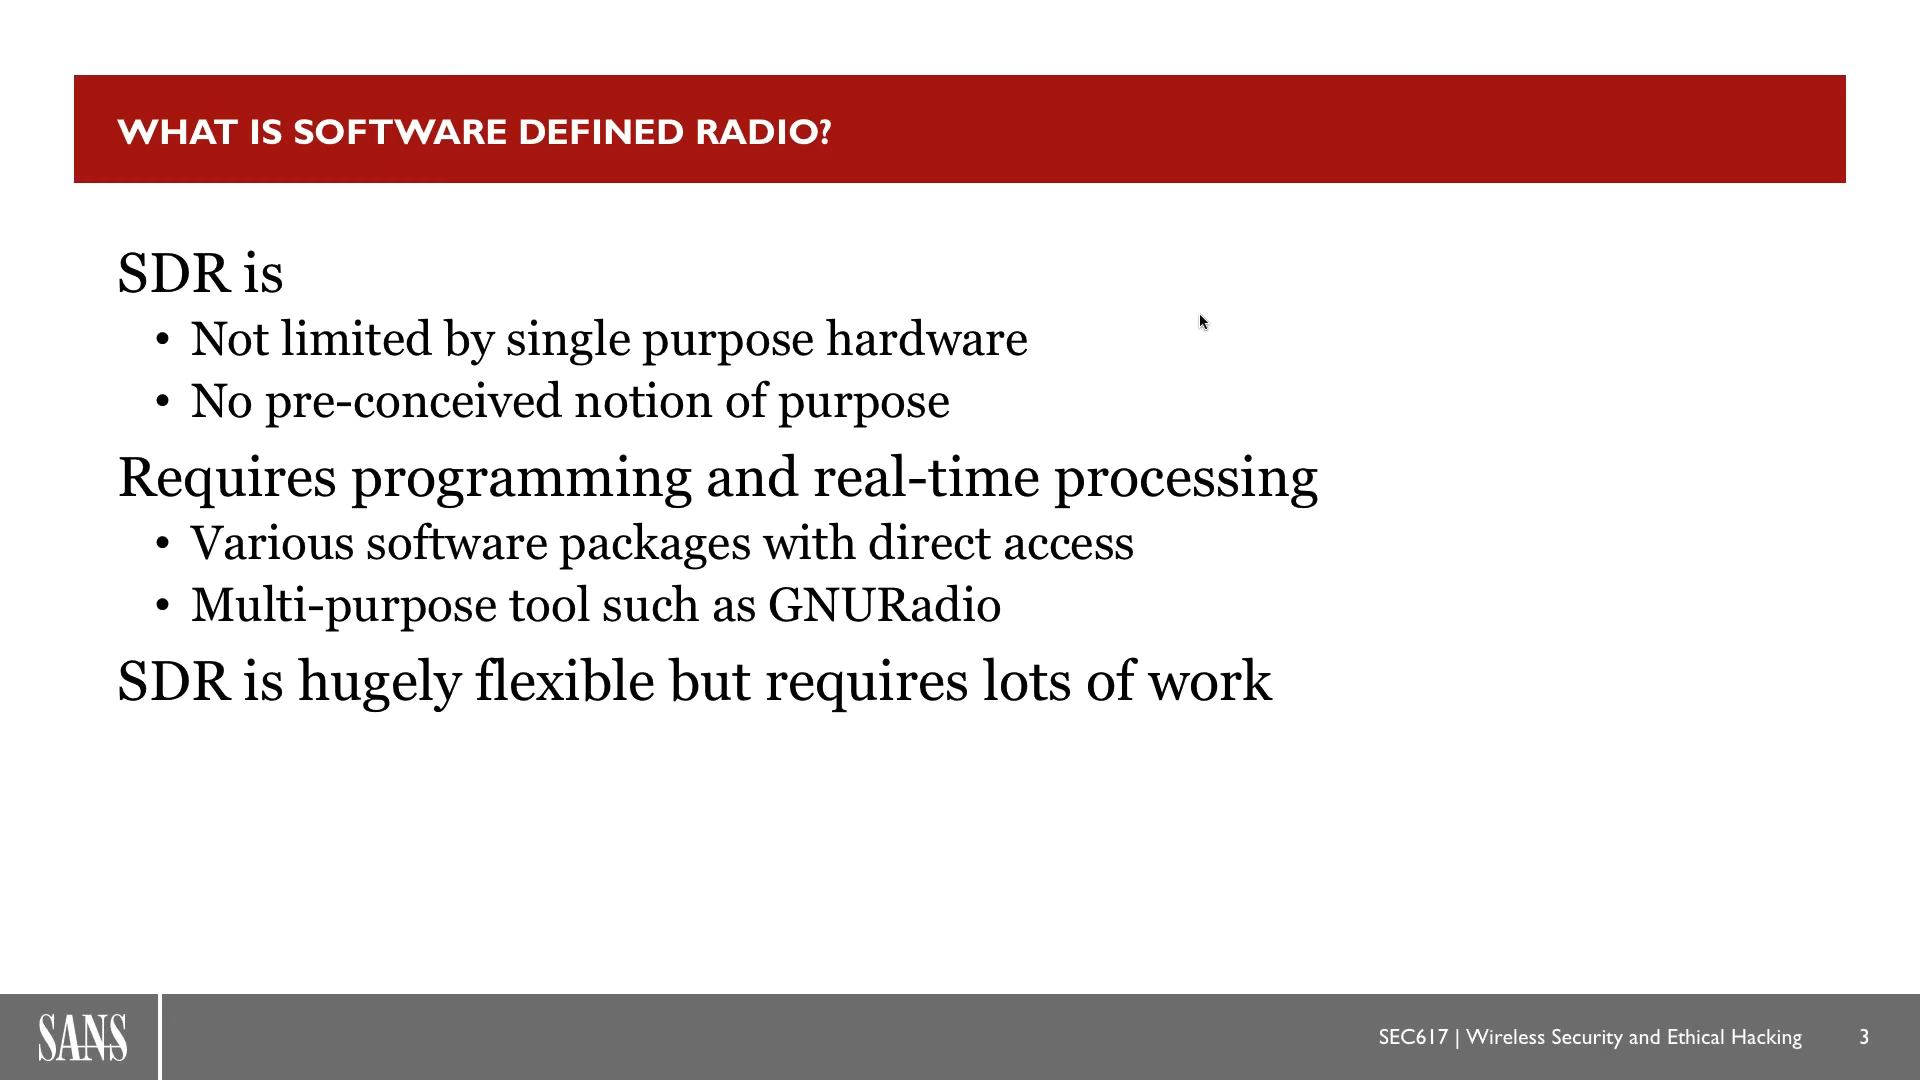 WHAT IS SOFTWARE DEFINED RADIO?
SDR is
• Not limited by single purpose hardware
• No pre-conceived notion of purpose
Requires programming and real-time processing
• Various software packages with direct access
• Multi-purpose tool such as GNURadio
SDR is hugely flexible but requires lots of work
SANS
SEC617 | Wireless Security and Ethical Hacking 3